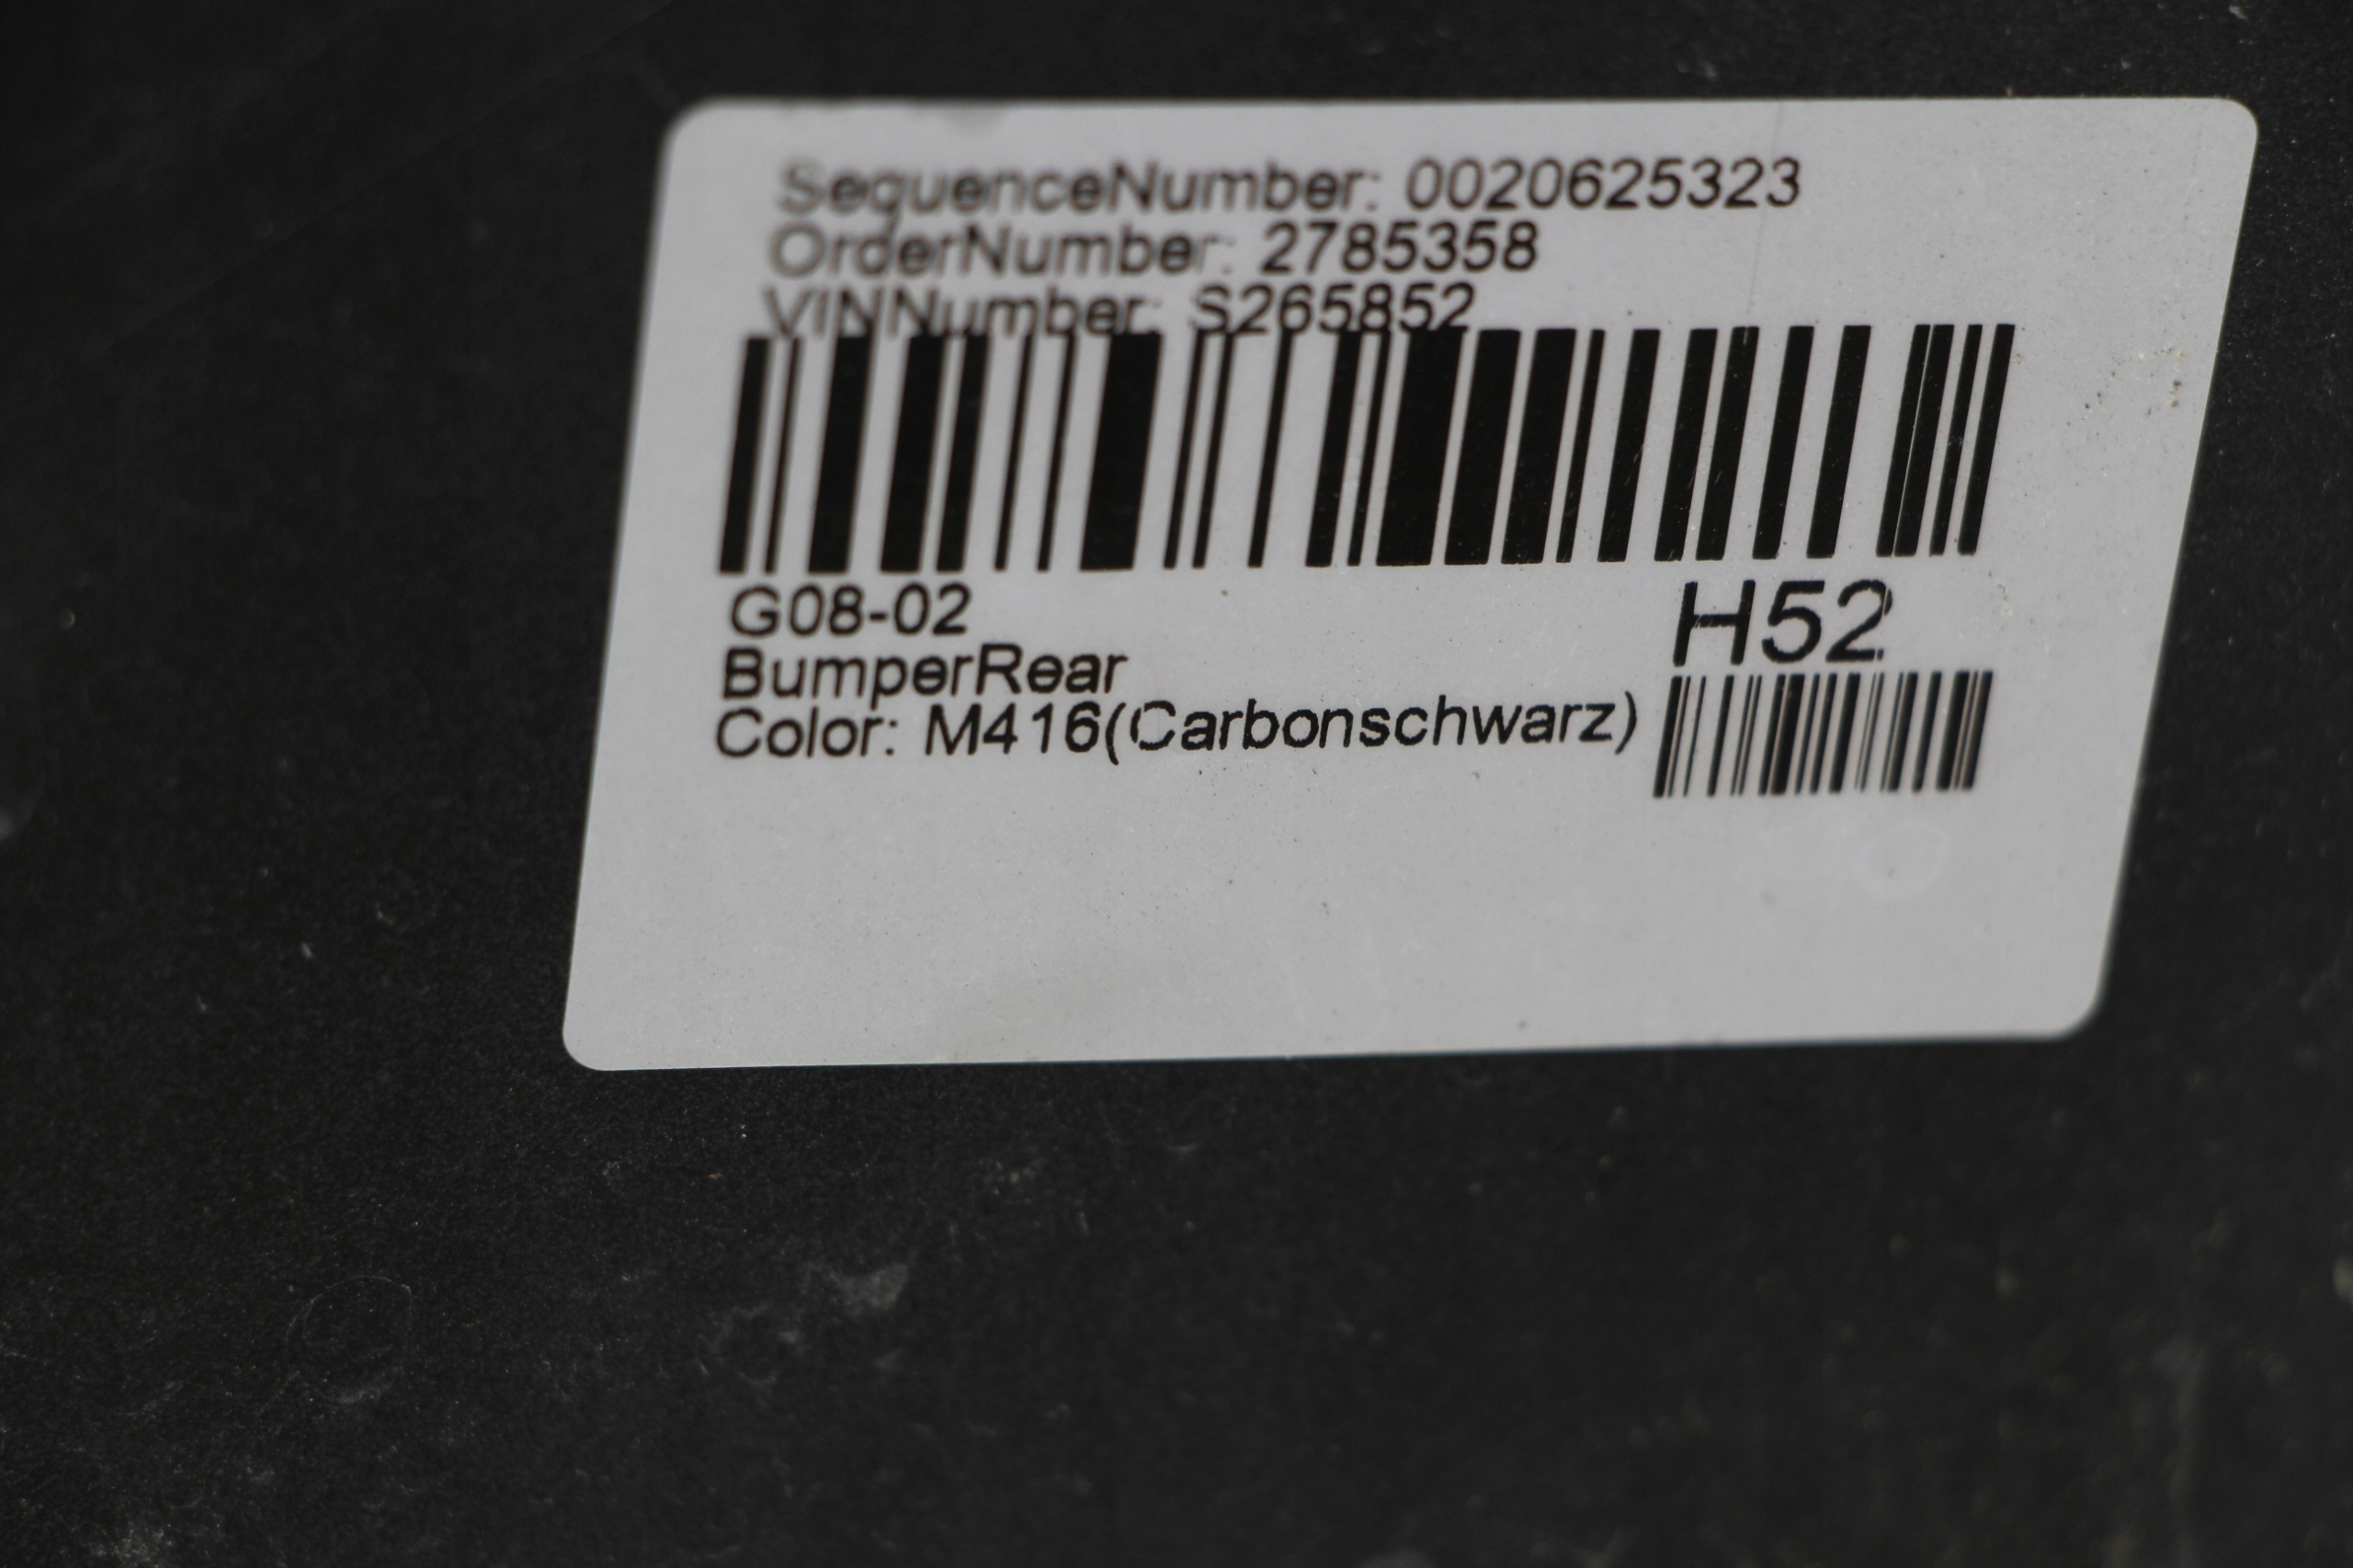 SequenceNumber: 0020625323
OrderNumber: 2785358
VINNumber: S265852
G08-02
H52
BumperRear
Color: M416(Carbonschwarz)